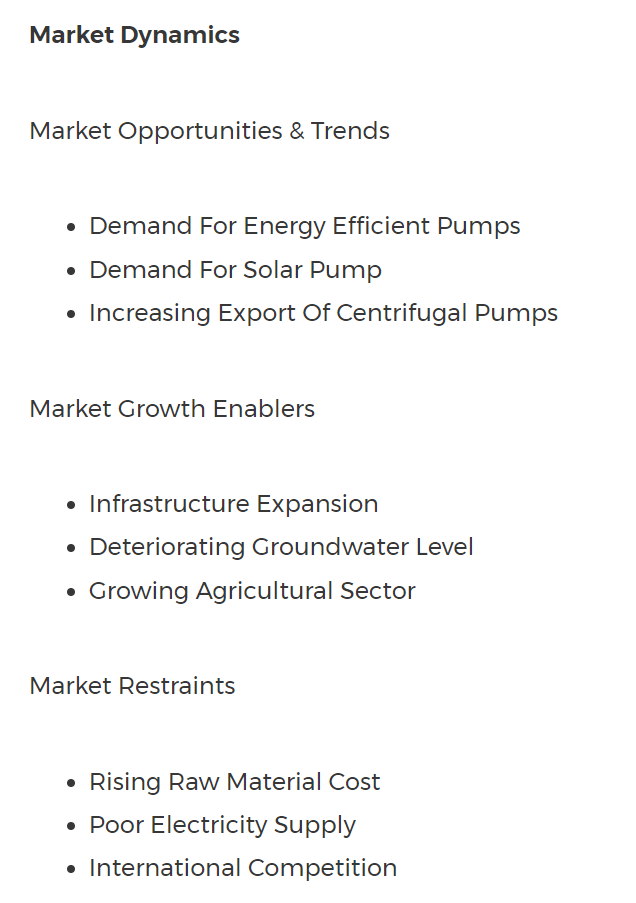 Market Dynamics
Market Opportunities & Trends
• Demand For Energy Efficient Pumps
• Demand For Solar Pump
• Increasing Export Of Centrifugal Pumps
Market Growth Enablers
• Infrastructure Expansion
• Deteriorating Groundwater Level
• Growing Agricultural Sector
Market Restraints
• Rising Raw Material Cost
• Poor Electricity Supply
• International Competition